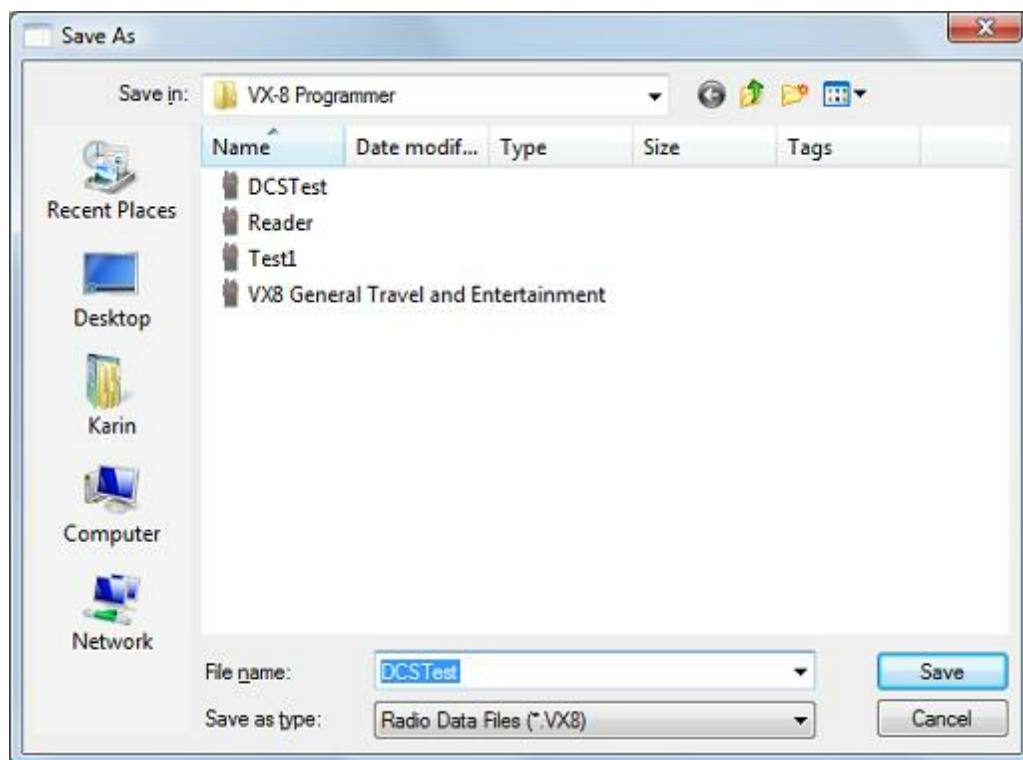 Save As
Save in: VX-8 Programmer
Name Date modif... Type Size Tags
DCSTest
Reader
Test1
VX8 General Travel and Entertainment
Recent Places
Desktop
Karin
Computer
Network
File name: DCSTest Save
Save as type: Radio Data Files (*.VX8) Cancel